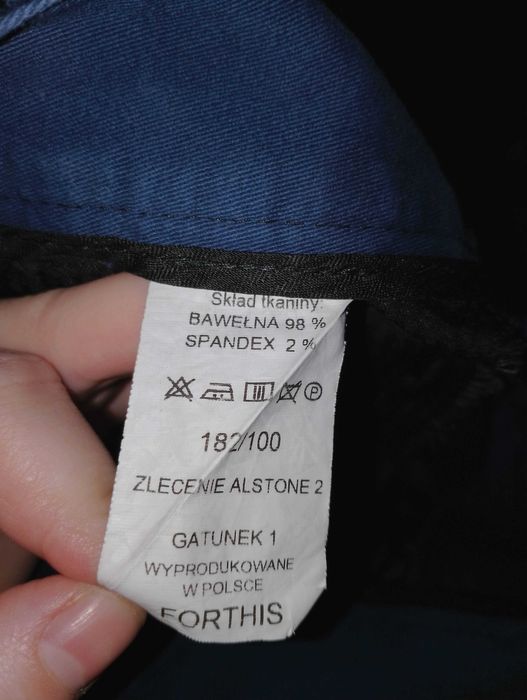 Skład tkaniny:
BAWEŁNA 98 %
SPANDEX 2 %
P
182/100
ZLECENIE ALSTONE 2
GATUNEK 1
WYPRODUKOWANE
W POLSCE
FORTHIS